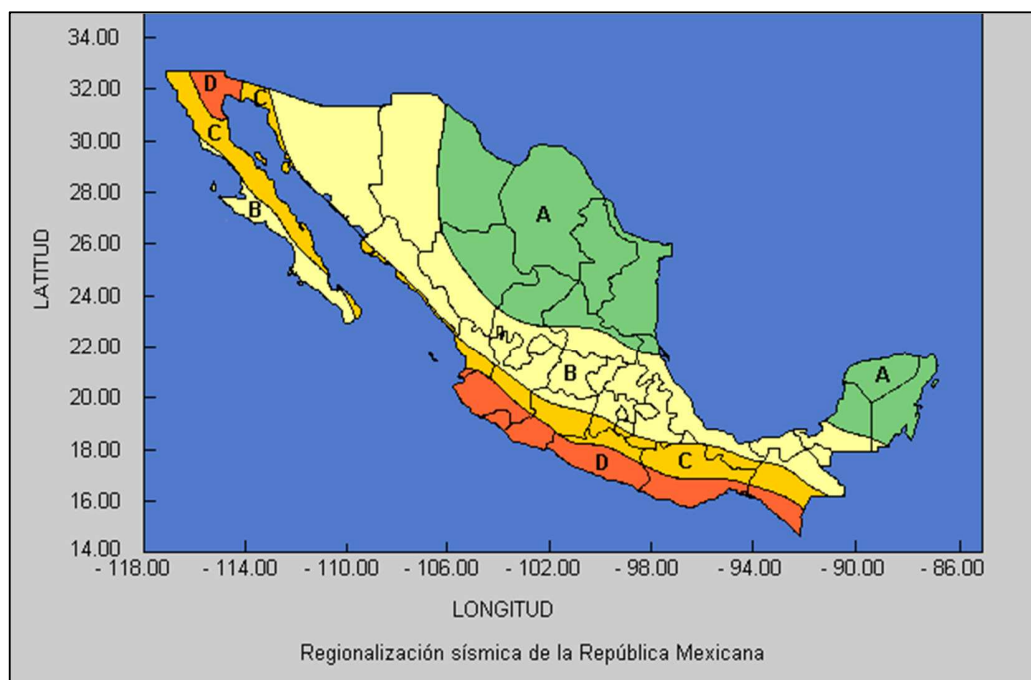 34.00
32.00
30.00
28.00
26.00
24.00
22.00
20.00
18.00
16.00
14.00
LATITUD
D
C
C
B
A
A
B
C
D
- 118.00 - 114.00 - 110.00 - 106.00 - 102.00 - 98.00 - 94.00 - 90.00 - 86.00
LONGITUD
Regionalización sísmica de la República Mexicana